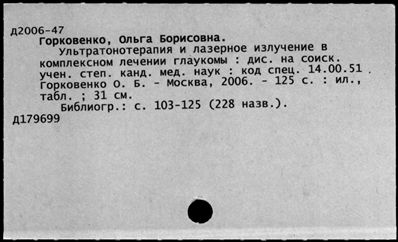 Д2006-47
Горковенко, Ольга Борисовна.
Ультратонотерапия и лазерное излучение в
комплексном лечении глаукомы : дис. на соиск.
учен. степ. канд. мед. наук : код спец. 14.00.51 .
Горковенко О. Б. - Москва, 2006. - 125 с. : ил.,
табл. ; 31 см.
Библиогр.: с. 103-125 (228 назв.).
Д179699